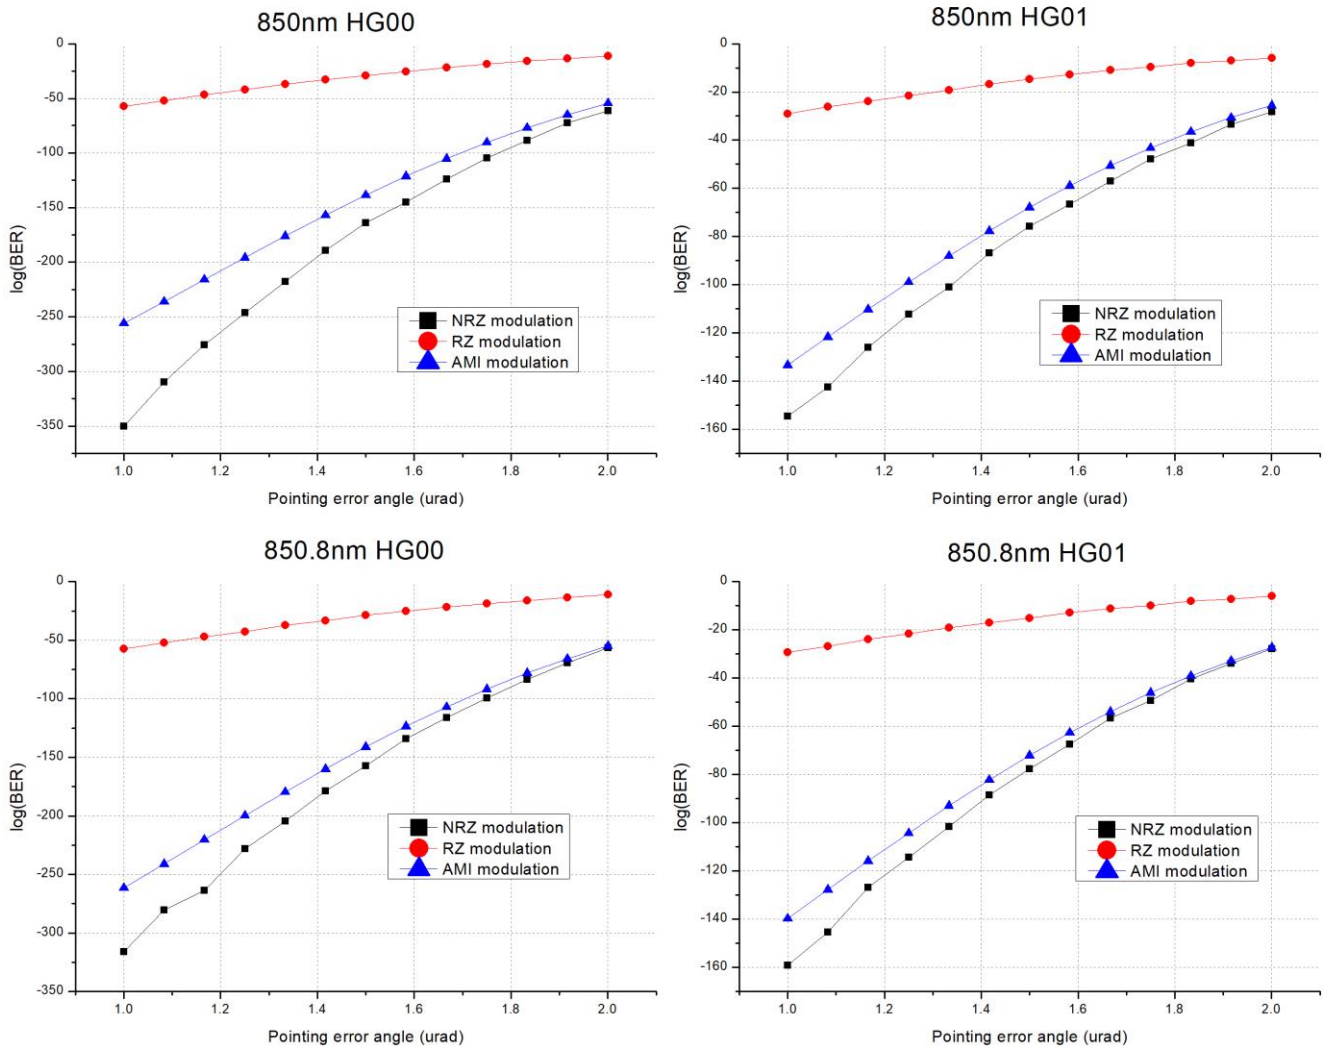 850nm HG00
0
-50
-100
-150
-200
-250
-300
-350
log(BER)
NRZ modulation
RZ modulation
AMI modulation
1.0 1.2 1.4 1.6 1.8 2.0
Pointing error angle (urad)
850nm HG01
0
-20
-40
-60
-80
-100
-120
-140
-160
log(BER)
NRZ modulation
RZ modulation
AMI modulation
1.0 1.2 1.4 1.6 1.8 2.0
Pointing error angle (urad)
850.8nm HG00
0
-50
-100
-150
-200
-250
-300
-350
log(BER)
NRZ modulation
RZ modulation
AMI modulation
1.0 1.2 1.4 1.6 1.8 2.0
Pointing error angle (urad)
850.8nm HG01
0
-20
-40
-60
-80
-100
-120
-140
-160
log(BER)
NRZ modulation
RZ modulation
AMI modulation
1.0 1.2 1.4 1.6 1.8 2.0
Pointing error angle (urad)